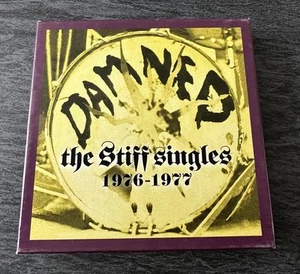 DAMNED
the Stiff singles
1976-1977